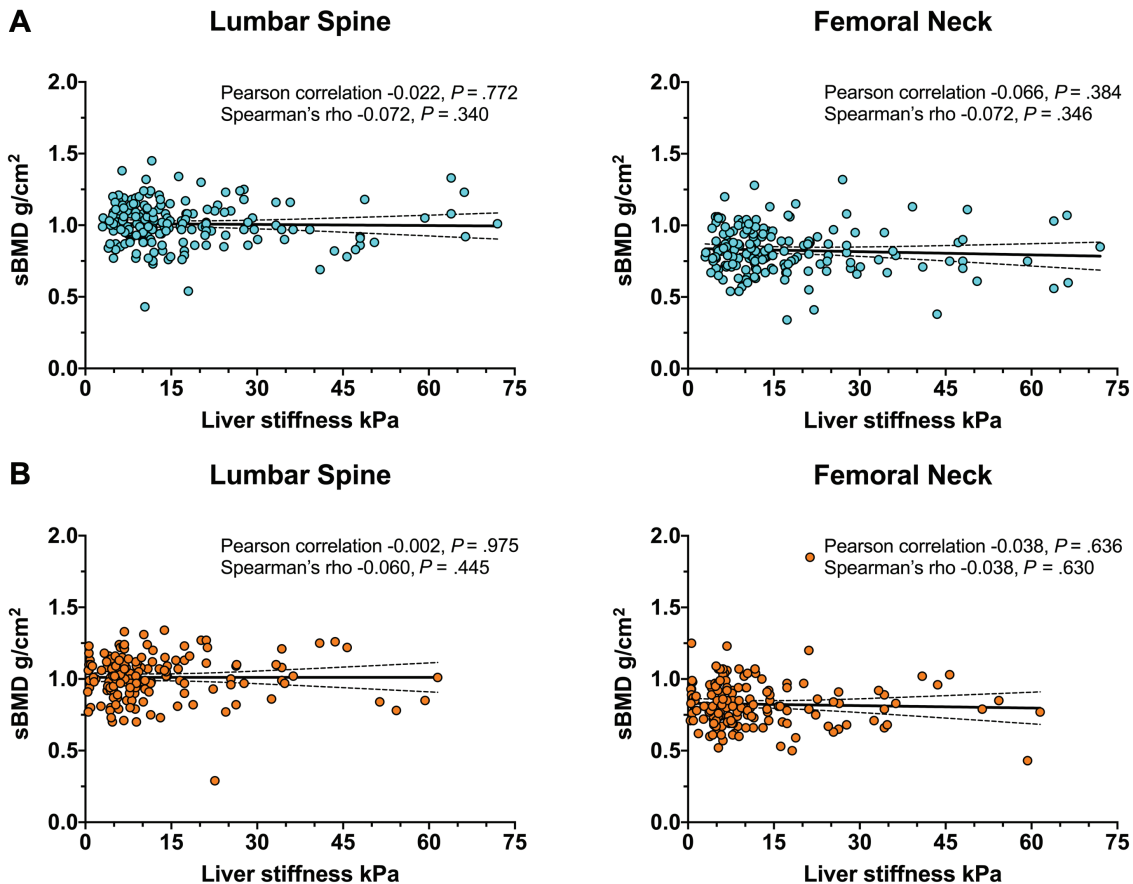 A
Lumbar Spine
Femoral Neck
Pearson correlation -0.022, P = .772
Spearman's rho -0.072, P = .340
Pearson correlation -0.066, P = .384
Spearman's rho -0.072, P = .346
sBMD g/cm²
2.0
1.5
1.0
0.5
0.0
0 15 30 45 60 75
Liver stiffness kPa
sBMD g/cm²
2.0
1.5
1.0
0.5
0.0
0 15 30 45 60 75
Liver stiffness kPa
B
Lumbar Spine
Femoral Neck
Pearson correlation -0.002, P = .975
Spearman's rho -0.060, P = .445
Pearson correlation -0.038, P = .636
Spearman's rho -0.038, P = .630
sBMD g/cm²
2.0
1.5
1.0
0.5
0.0
0 15 30 45 60 75
Liver stiffness kPa
sBMD g/cm²
2.0
1.5
1.0
0.5
0.0
0 15 30 45 60 75
Liver stiffness kPa